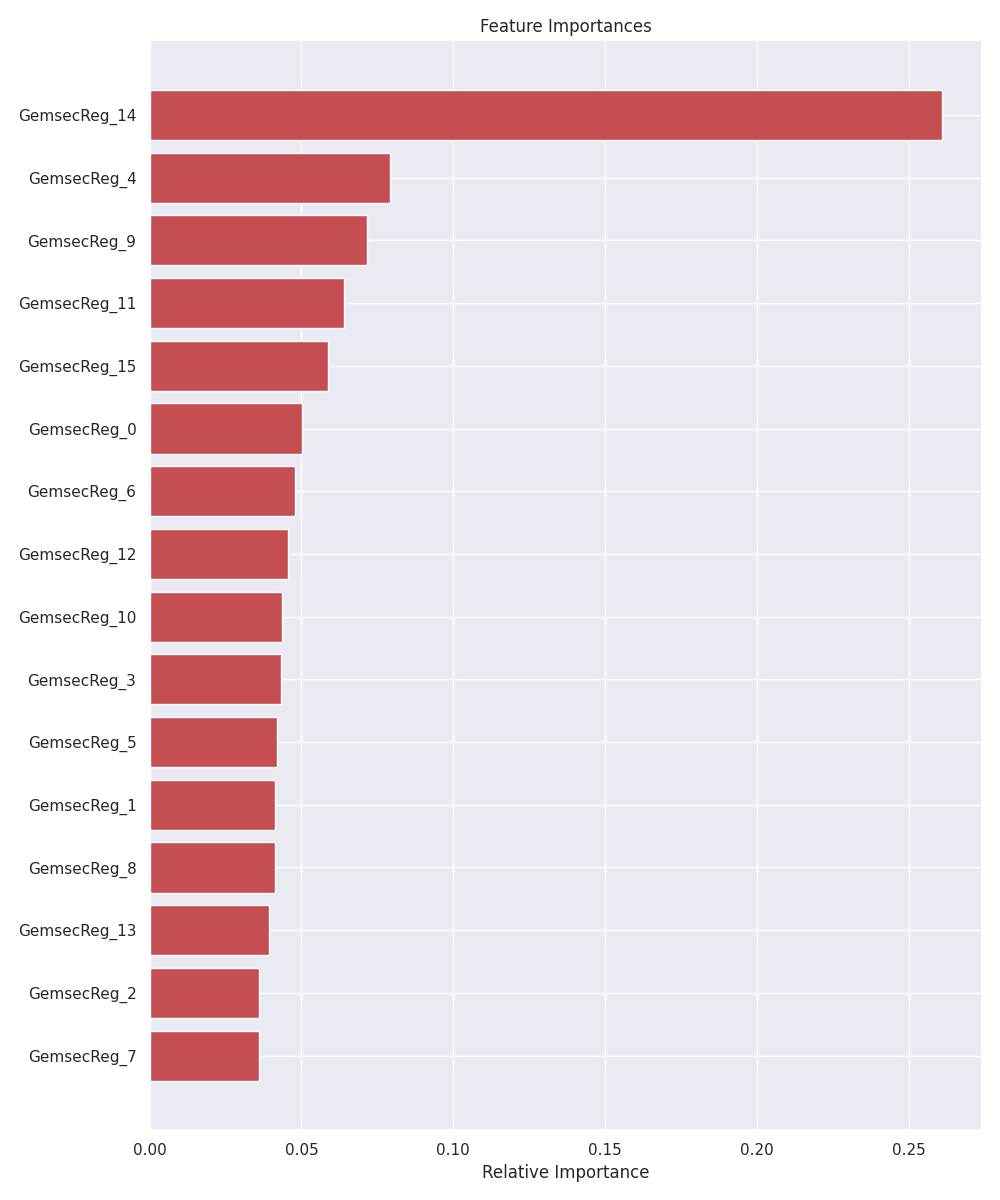 Feature Importances
GemsecReg_14
GemsecReg_4
GemsecReg_9
GemsecReg_11
GemsecReg_15
GemsecReg_0
GemsecReg_6
GemsecReg_12
GemsecReg_10
GemsecReg_3
GemsecReg_5
GemsecReg_1
GemsecReg_8
GemsecReg_13
GemsecReg_2
GemsecReg_7
0.00 0.05 0.10 0.15 0.20 0.25
Relative Importance